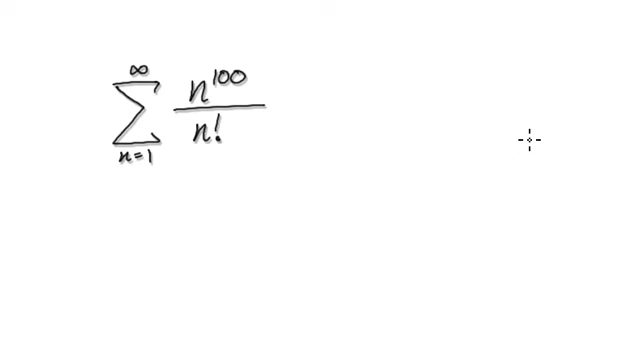 ∞
∑ n^100 / n!
n=1